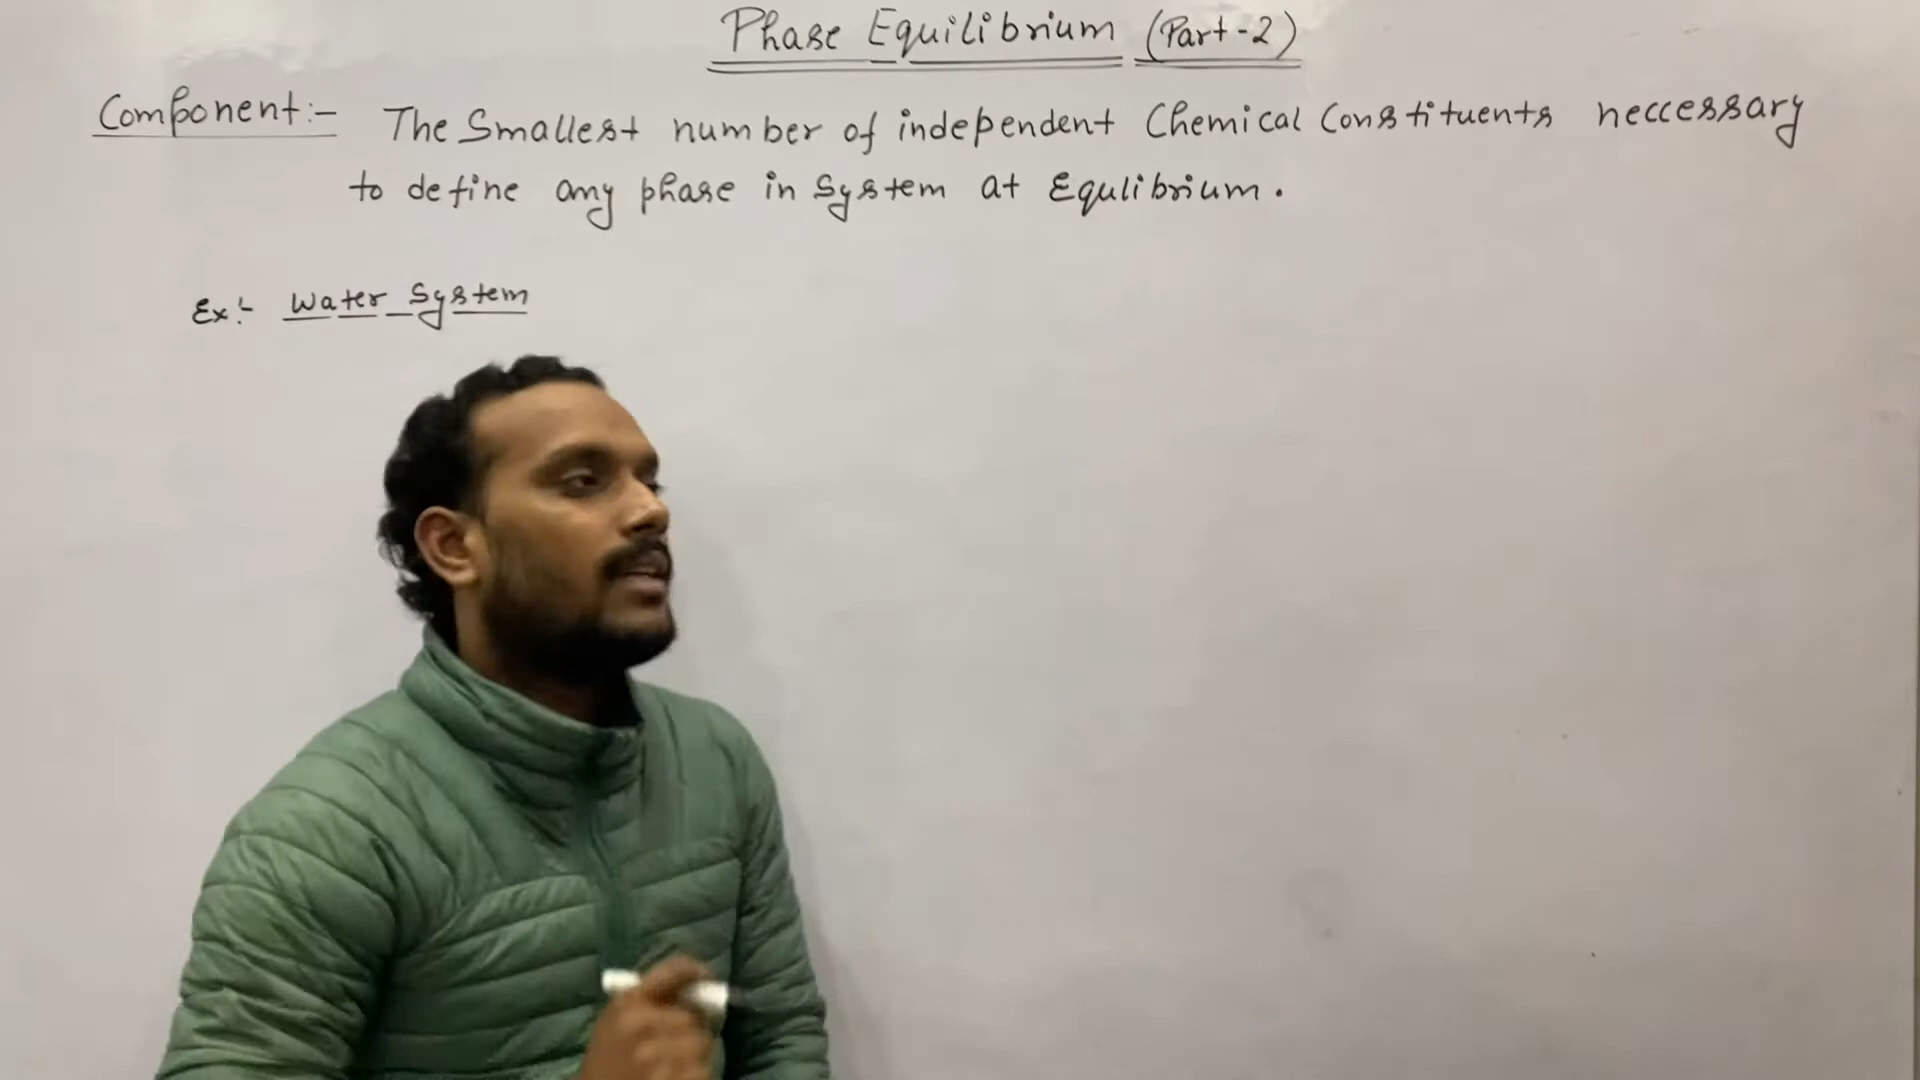 Phase Equilibrium (Part-2)
Component:- The Smallest number of independent Chemical Constituents neccessary
to define any phase in System at Equlibrium.
Ex:- Water System